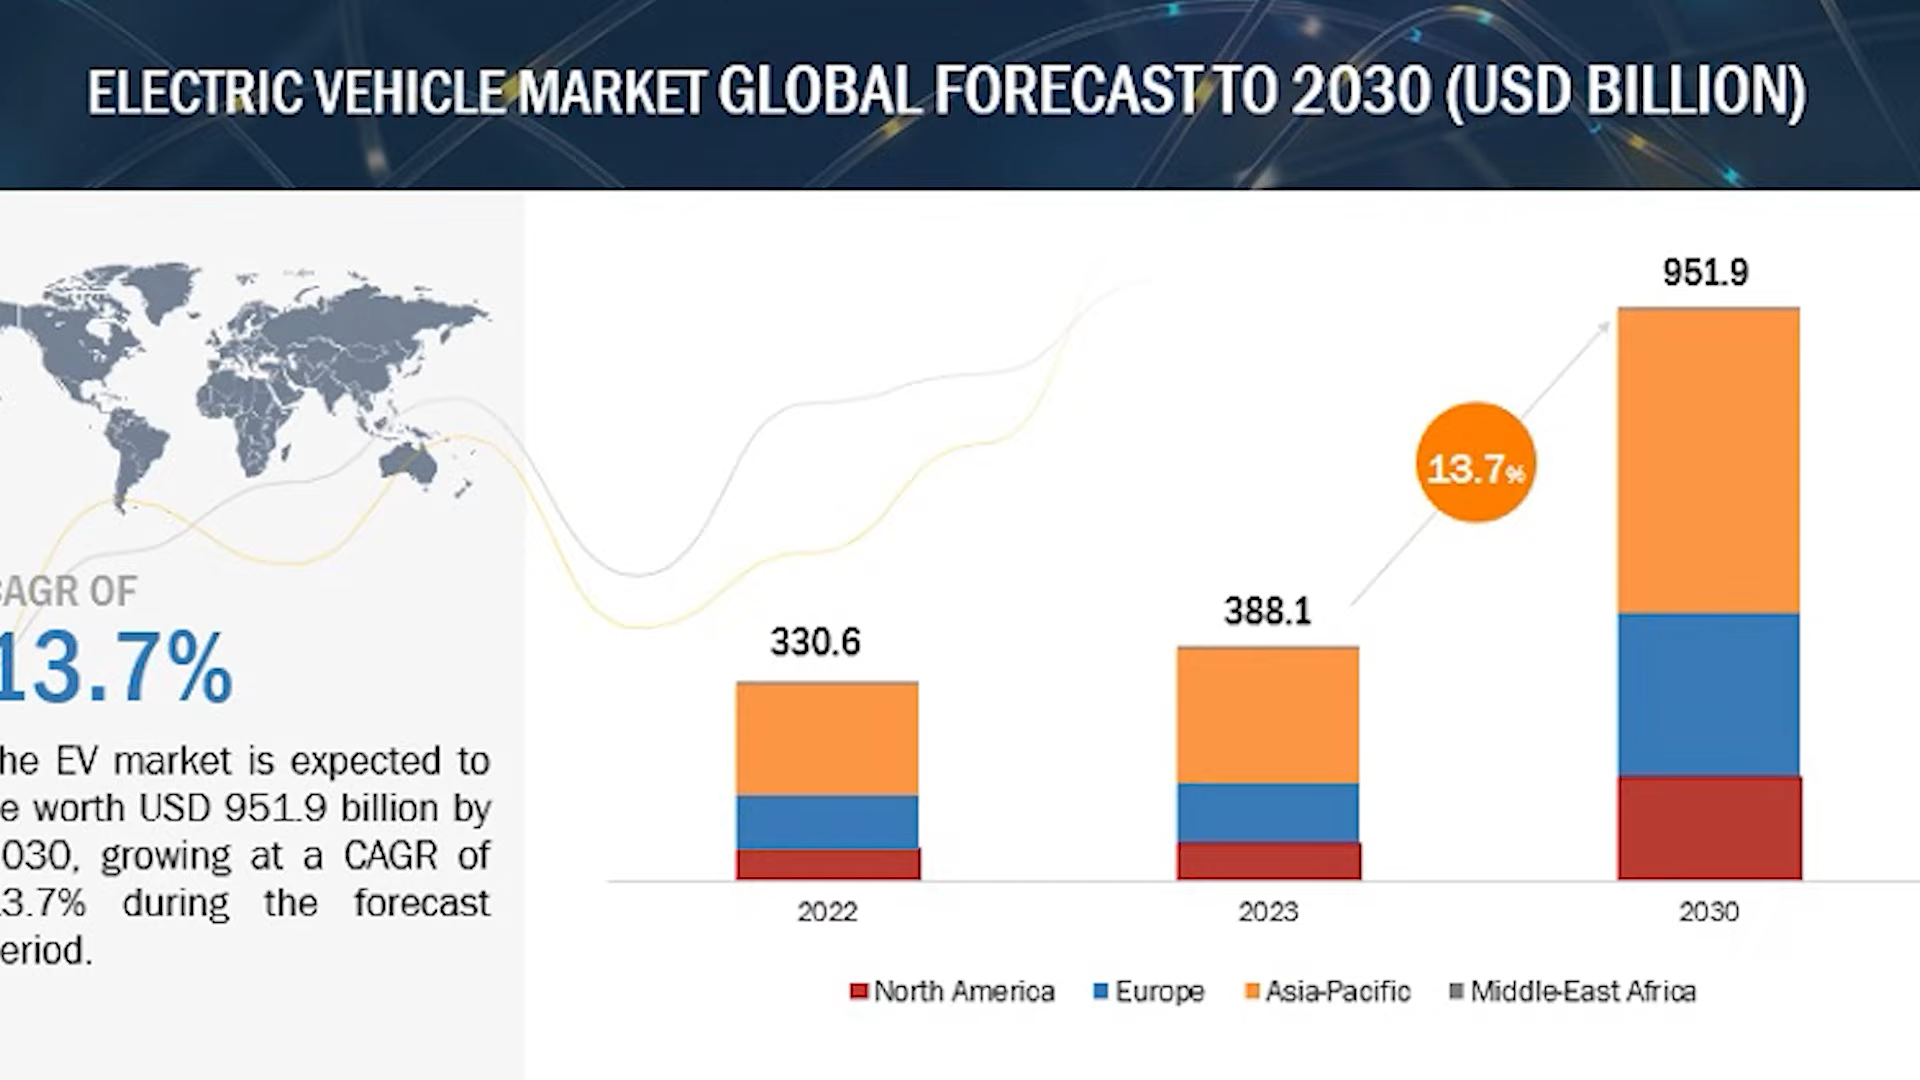 ELECTRIC VEHICLE MARKET GLOBAL FORECAST TO 2030 (USD BILLION)
CAGR OF
13.7%
he EV market is expected to
e worth USD 951.9 billion by
030, growing at a CAGR of
3.7% during the forecast
eriod.
330.6
388.1
13.7%
951.9
2022
2023
2030
North America
Europe
Asia-Pacific
Middle-East Africa